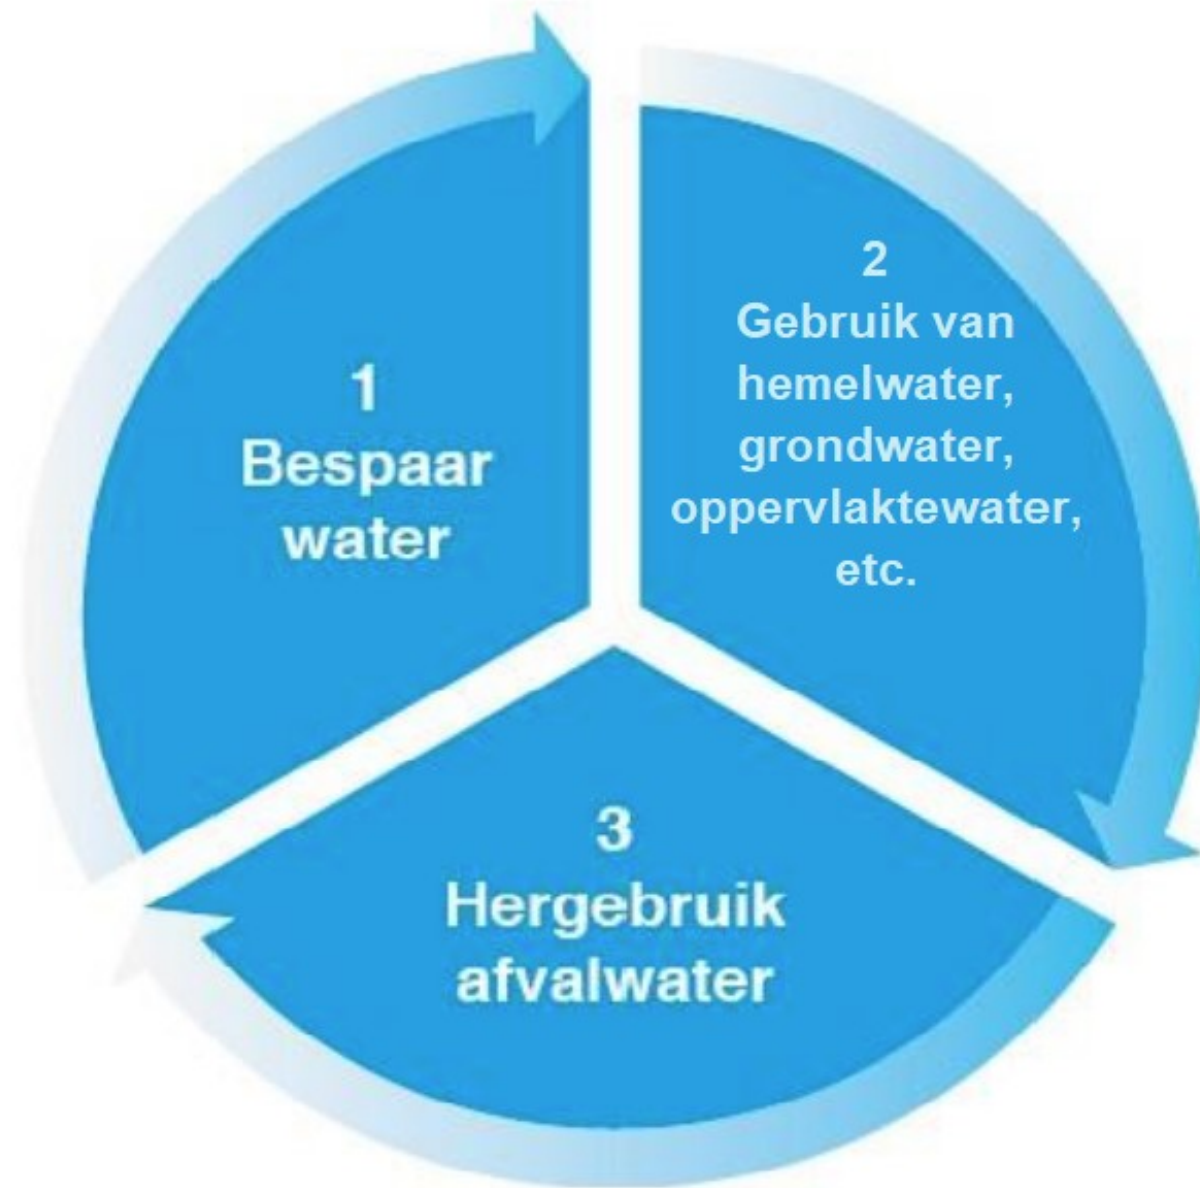 1
Bespaar
water
2
Gebruik van
hemelwater,
grondwater,
oppervlaktewater,
etc.
3
Hergebruik
afvalwater